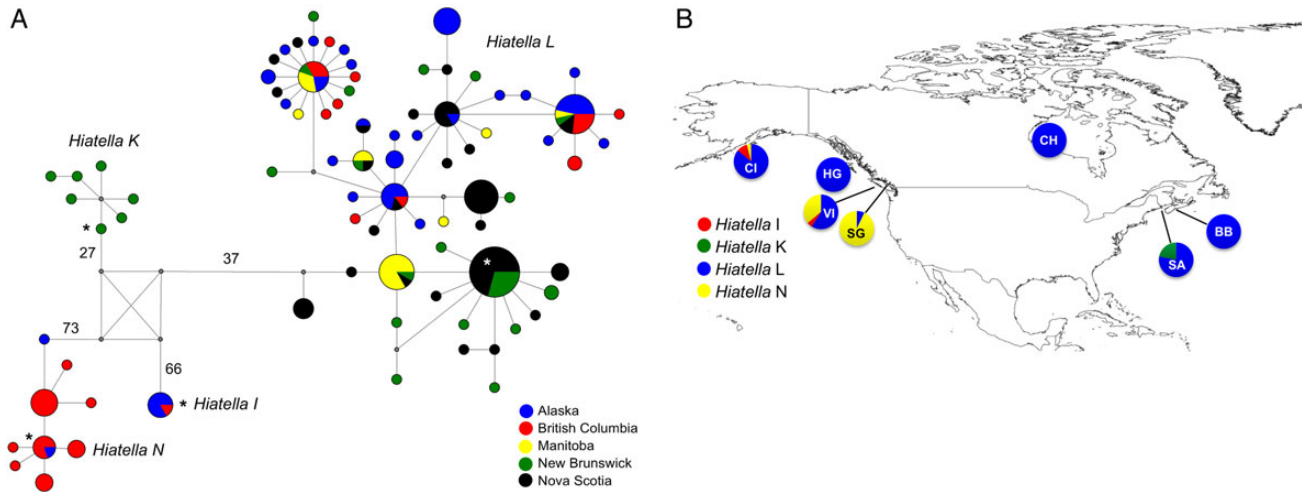 A
Hiatella L
Hiatella K
*
27
37
*
73
66
* Hiatella I
*
Hiatella N
Alaska
British Columbia
Manitoba
New Brunswick
Nova Scotia
B
CH
CI
HG
VI
SG
BB
SA
Hiatella I
Hiatella K
Hiatella L
Hiatella N